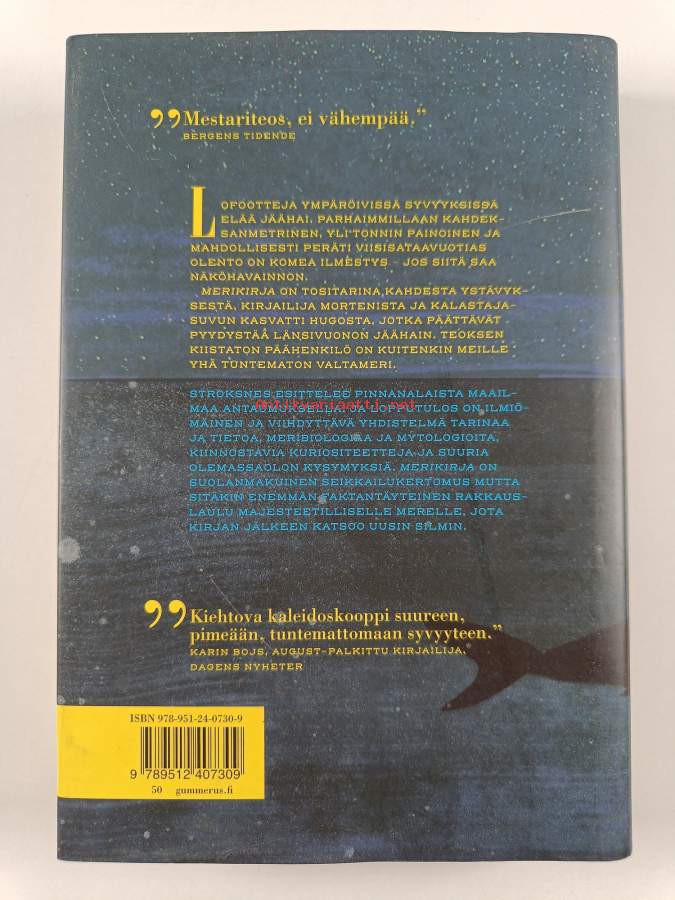 ”Mestariteos, ei vähempää.”
BERGENS TIDENDE
LOFOOTTEJA YMPÄRÖIVISSÄ SYVYYKSISSÄ
ELÄÄ JÄÄHAI. PARHAIMMILLAAN KAHDEK-
SANMETRINEN, YLI TONNIN PAINOINEN JA
MAHDOLLISESTI PERÄTI VIISISATAAVUOTIAS
OLENTO ON KOMEA ILMESTYS – JOS SIITÄ SAA
NÄKÖHAVAINNON.
MERIKIRJA ON TOSITARINA KAHDESTA YSTÄVYK-
SESTÄ, KIRJAILIJA MORTENISTA JA KALASTAJA-
SUVUN KASVATTI HUGOSTA, JOTKA PÄÄTTÄVÄT
PYYDYSTÄÄ LÄNSIVUONON JÄÄHAIN. TEOKSEN
KIISTATON PÄÄHENKILÖ ON KUITENKIN MEILLE
YHÄ TUNTEMATON VALTAMERI.
STRØKSNES ESITTELEE PINNANALAISTA MAAIL-
MAA ANTAUMUKSELLA, JA LOPPUTULOS ON ILMIÖ-
antikvariaatti.net
MÄINEN JA VIIHDYTTÄVÄ YHDISTELMÄ TARINAA
JA TIETOA, MERIBIOLOGIAA JA MYTOLOGIOITA,
KIINNOSTAVIA KURIOSITEETTEJA JA SUURIA
OLEMASSAOLON KYSYMYKSIÄ. MERIKIRJA ON
SUOLANMAKUINEN SEIKKAILUKERTOMUS MUTTA
SITÄKIN ENEMMÄN FAKTANTÄYTEINEN RAKKAUS-
LAULU MAJESTEETILLISELLE MERELLE, JOTA
KIRJAN JÄLKEEN KATSOO UUSIN SILMIN.
”Kiehtova kaleidoskooppi suureen,
pimeään, tuntemattomaan syvyyteen.”
KARIN BOJS, AUGUST-PALKITTU KIRJAILIJA,
DAGENS NYHETER
ISBN 978-951-24-0730-9
9 789512 407309
50 gummerus.fi